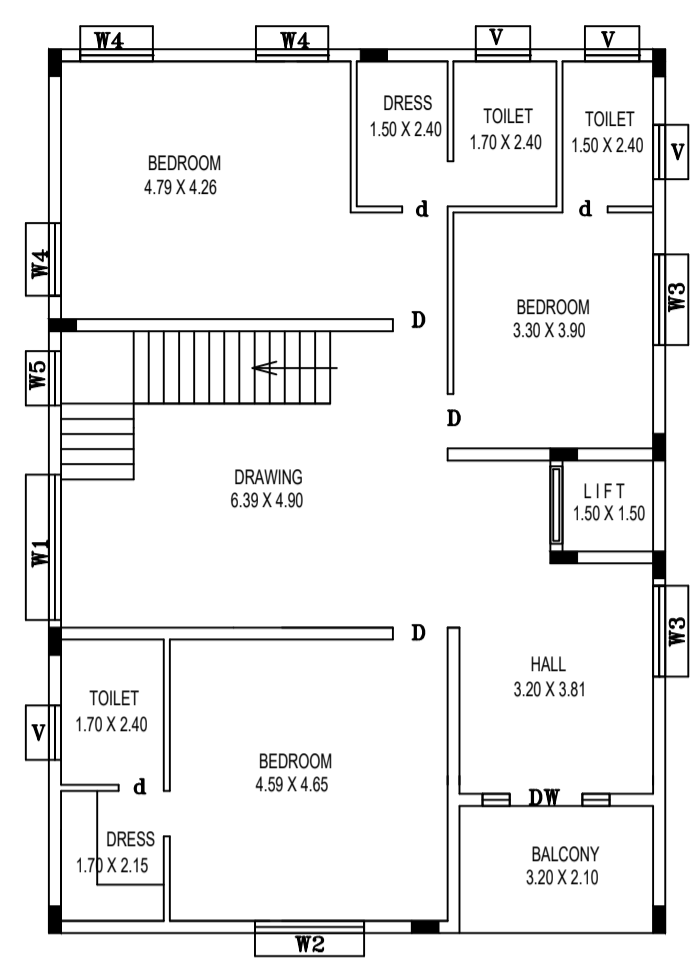 W4
W4
V
V
DRESS
1.50 X 2.40
TOILET
1.70 X 2.40
TOILET
1.50 X 2.40
V
BEDROOM
4.79 X 4.26
d
d
W4
W3
BEDROOM
3.30 X 3.90
D
W5
D
DRAWING
6.39 X 4.90
LIFT
1.50 X 1.50
W1
D
W3
HALL
3.20 X 3.81
TOILET
1.70 X 2.40
V
BEDROOM
4.59 X 4.65
d
DW
DRESS
1.70 X 2.15
BALCONY
3.20 X 2.10
W2